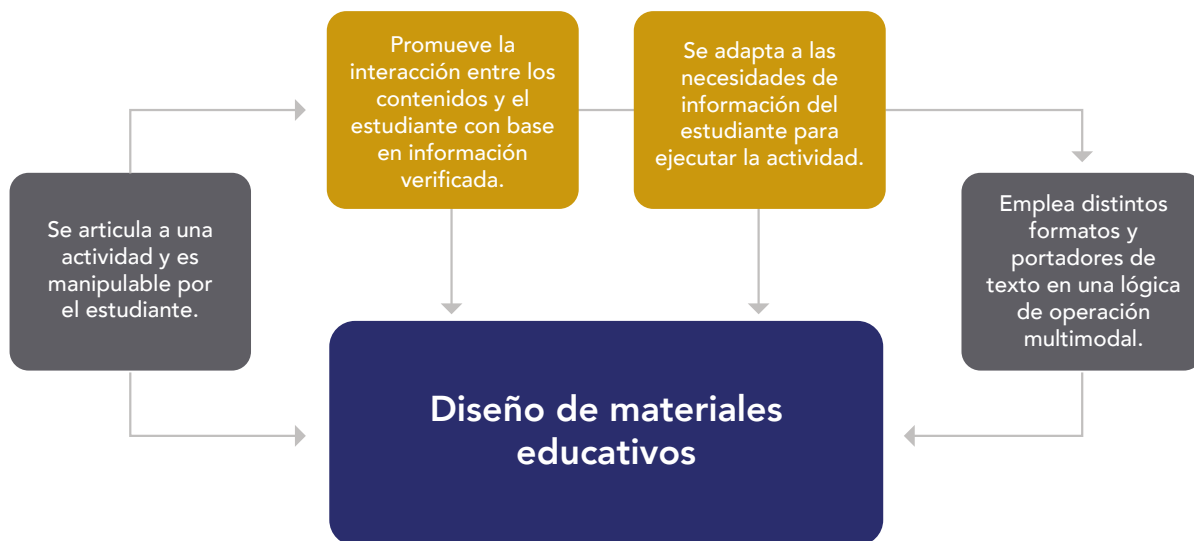 Promueve la
interacción entre los
contenidos y el
estudiante con base
en información
verificada.
Se adapta a las
necesidades de
información del
estudiante para
ejecutar la actividad.
Se articula a una
actividad y es
manipulable por
el estudiante.
Emplea distintos
formatos y
portadores de
texto en una lógica
de operación
multimodal.
Diseño de materiales
educativos